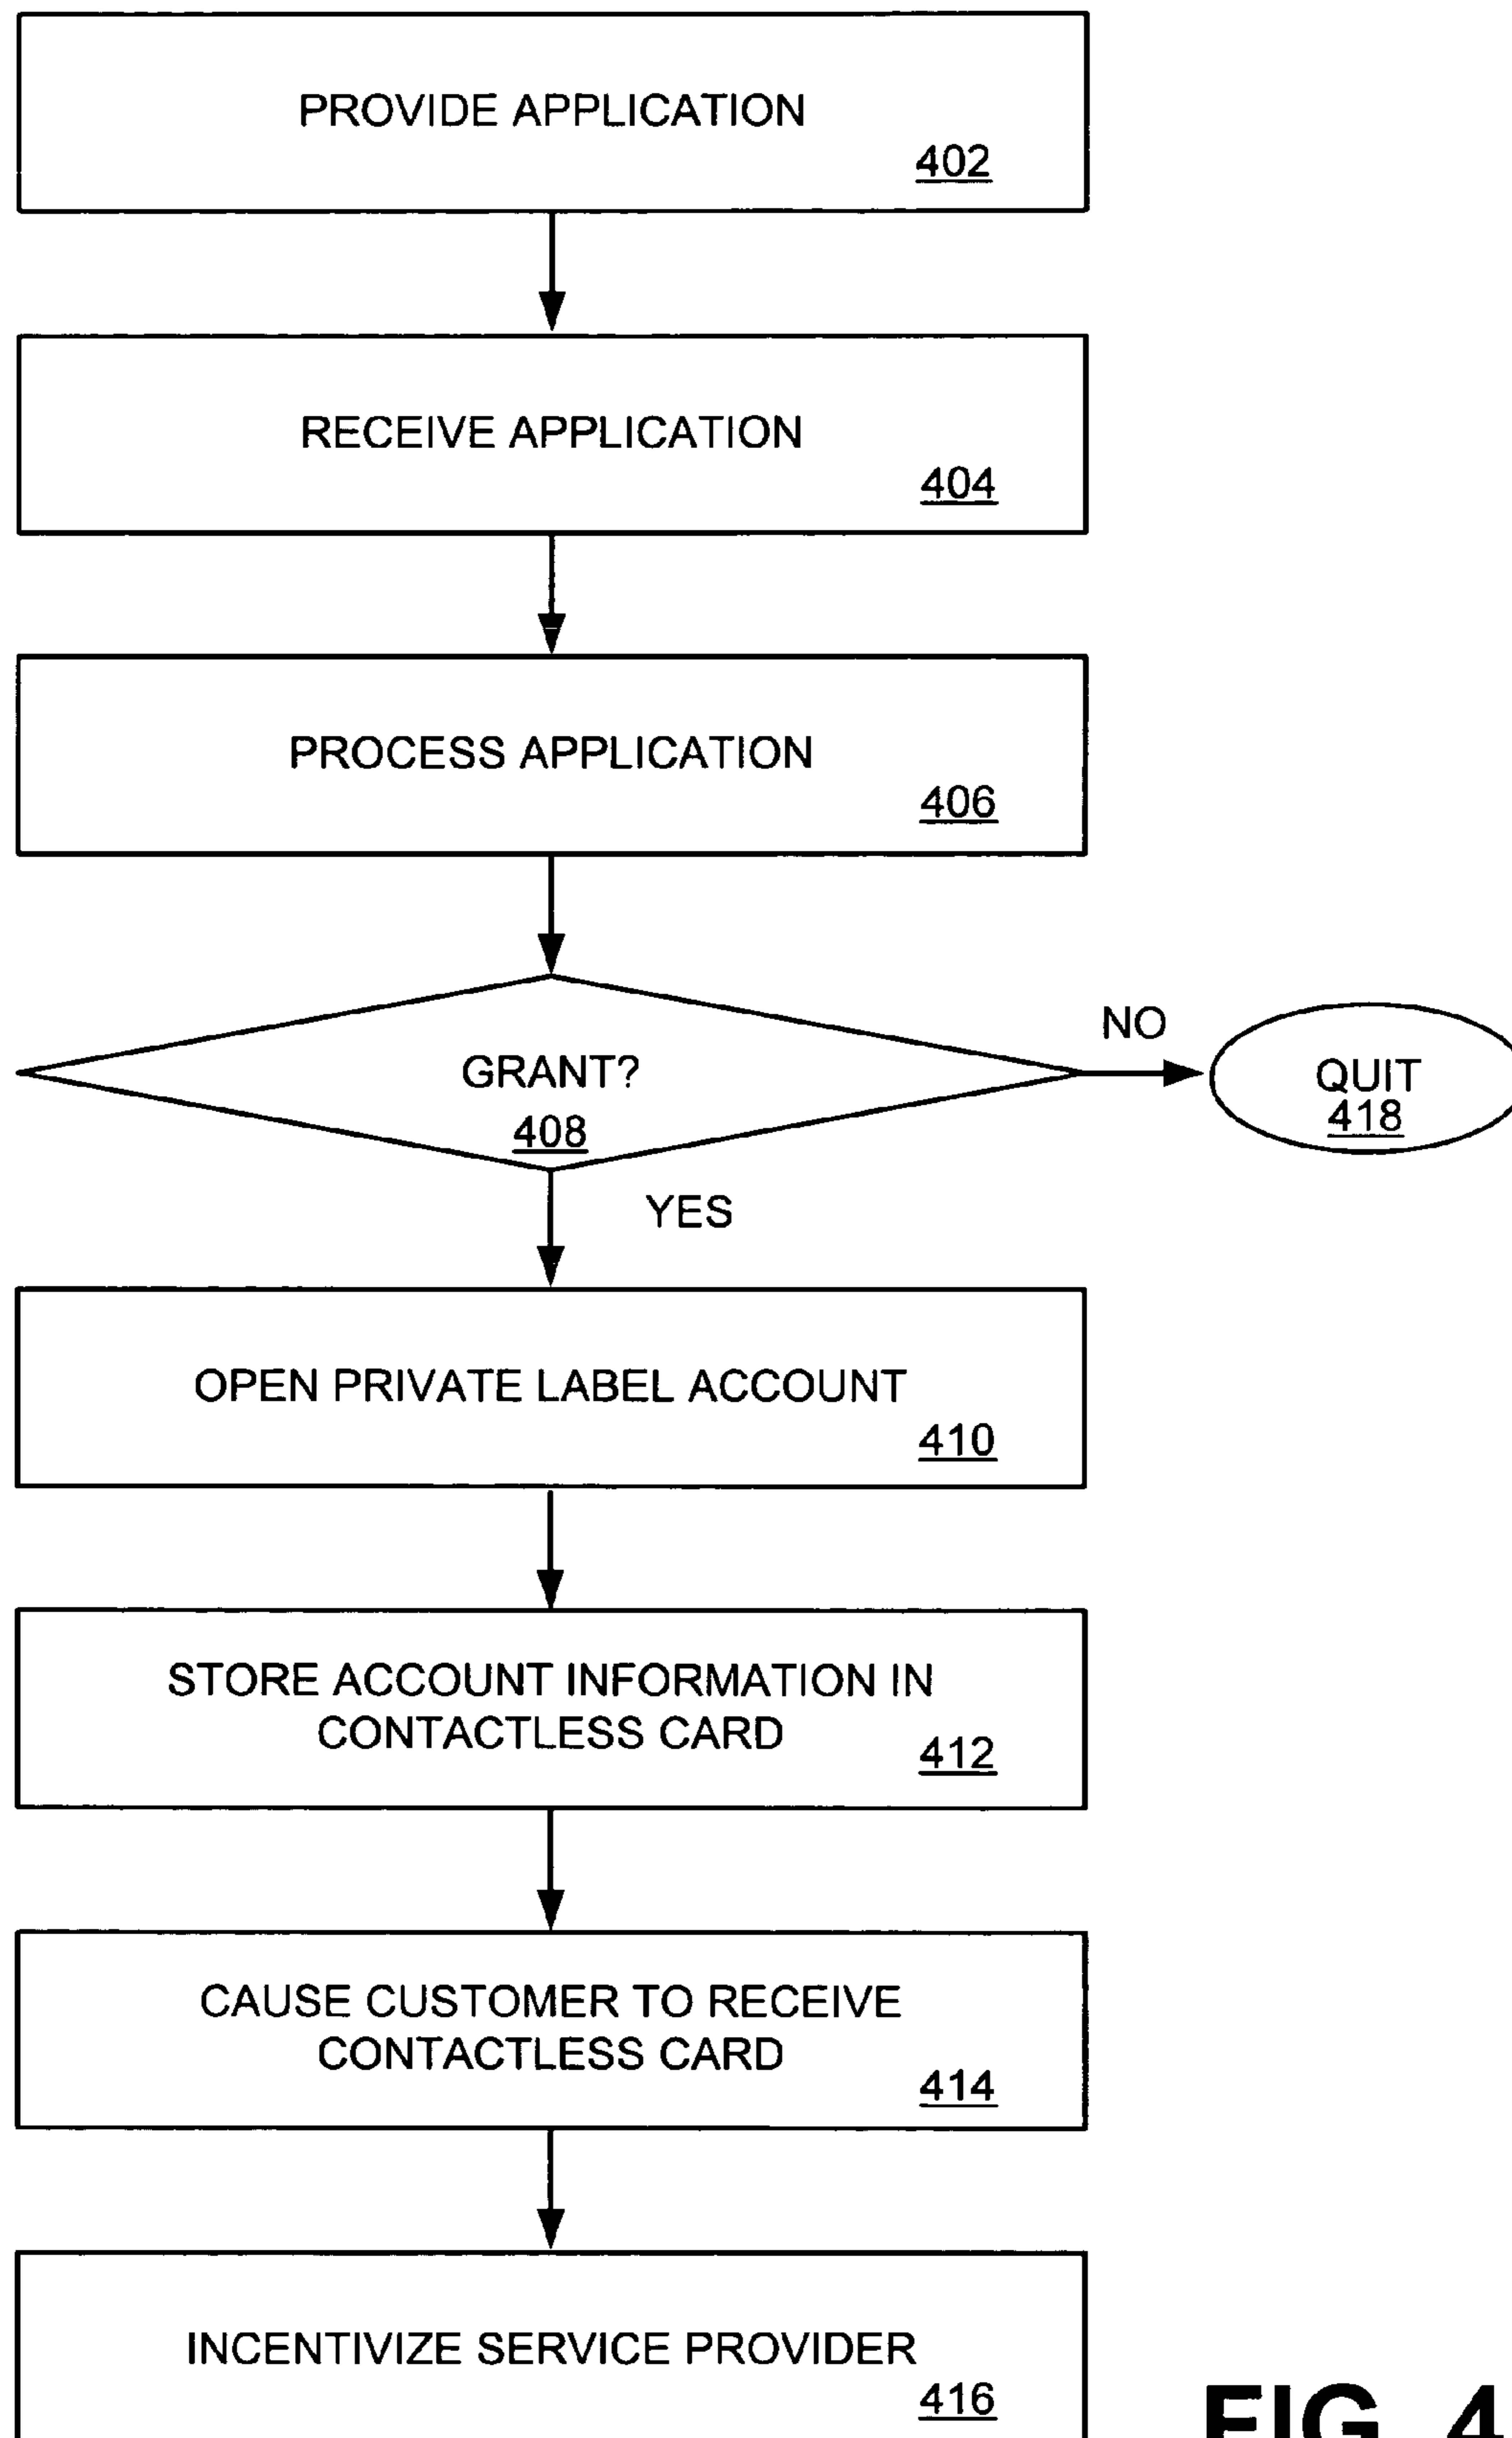 PROVIDE APPLICATION
402
RECEIVE APPLICATION
404
PROCESS APPLICATION
406
GRANT?
408
NO
QUIT
418
YES
OPEN PRIVATE LABEL ACCOUNT
410
STORE ACCOUNT INFORMATION IN
CONTACTLESS CARD
412
CAUSE CUSTOMER TO RECEIVE
CONTACTLESS CARD
414
INCENTIVIZE SERVICE PROVIDER
416
FIG. 4